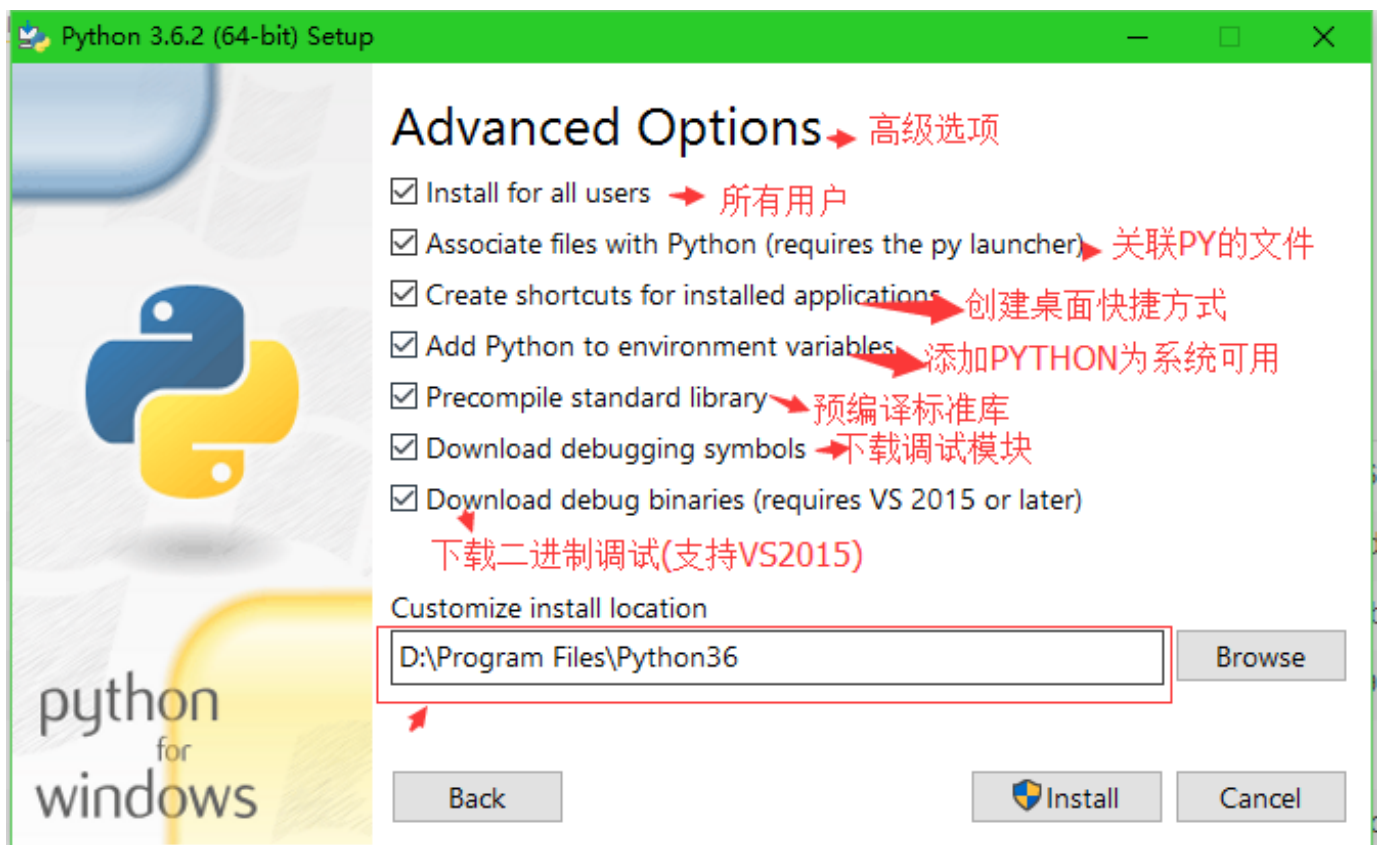 Python 3.6.2 (64-bit) Setup
Advanced Options 高级选项
Install for all users 所有用户
Associate files with Python (requires the py launcher) 关联PY的文件
Create shortcuts for installed applications 创建桌面快捷方式
Add Python to environment variables 添加PYTHON为系统可用
Precompile standard library 预编译标准库
Download debugging symbols 下载调试模块
Download debug binaries (requires VS 2015 or later)
下载二进制调试(支持VS2015)
Customize install location
D:\Program Files\Python36 Browse
python
for
windows
Back Install Cancel